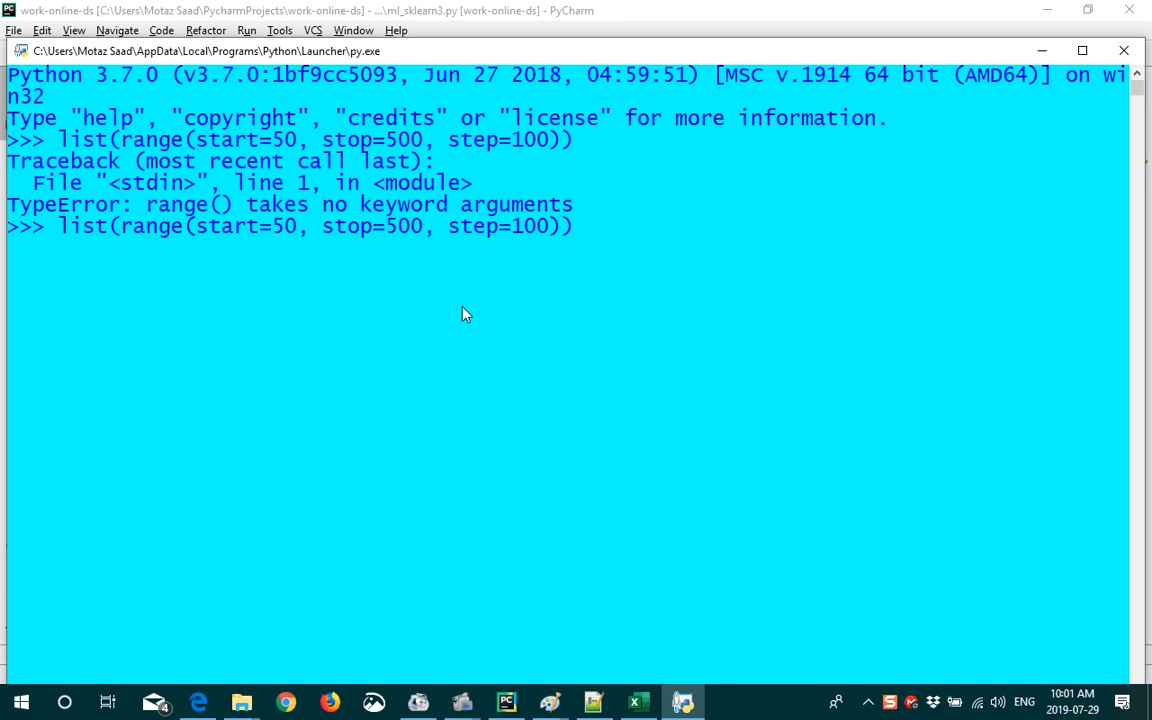 work-online-ds [C:\Users\Motaz Saad\PycharmProjects\work-online-ds] - ...\ml_sklearn3.py [work-online-ds] - PyCharm
File Edit View Navigate Code Refactor Run Tools VCS Window Help
C:\Users\Motaz Saad\AppData\Local\Programs\Python\Launcher\py.exe
Python 3.7.0 (v3.7.0:1bf9cc5093, Jun 27 2018, 04:59:51) [MSC v.1914 64 bit (AMD64)] on wi
n32
Type "help", "copyright", "credits" or "license" for more information.
>>> list(range(start=50, stop=500, step=100))
Traceback (most recent call last):
  File "<stdin>", line 1, in <module>
TypeError: range() takes no keyword arguments
>>> list(range(start=50, stop=500, step=100))
4
ENG
10:01 AM
2019-07-29